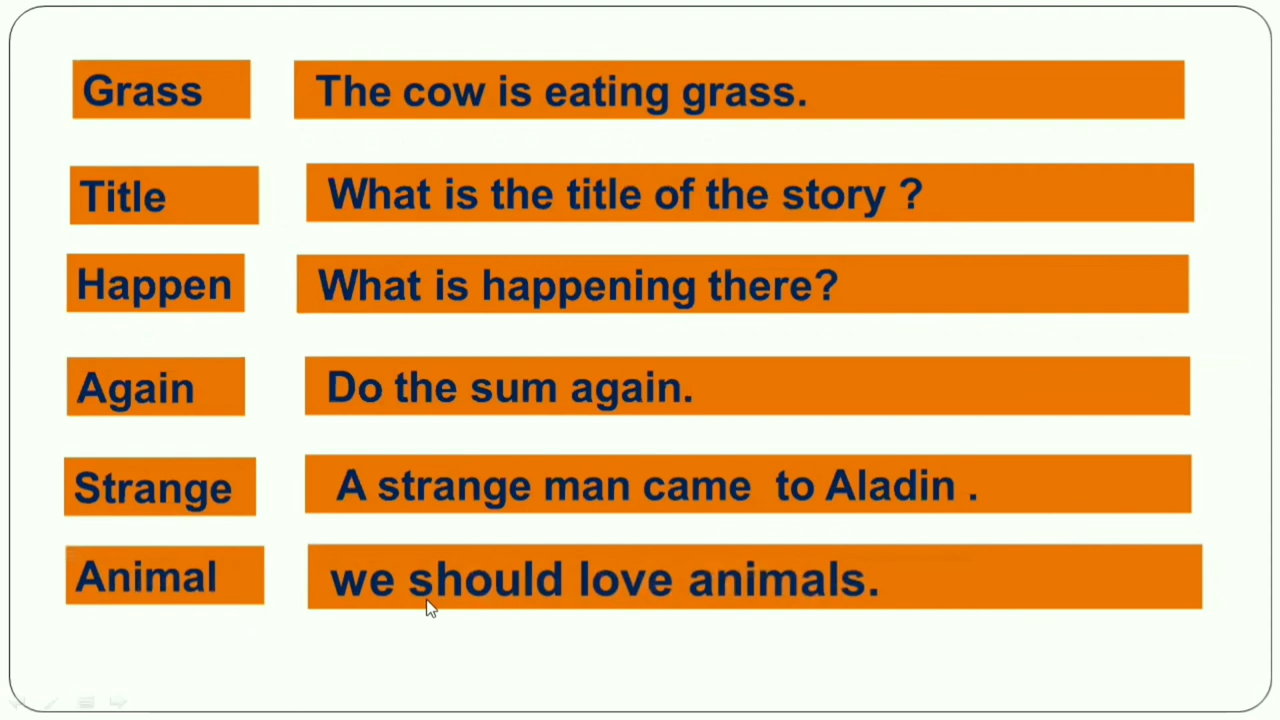 Grass The cow is eating grass.
Title What is the title of the story ?
Happen What is happening there?
Again Do the sum again.
Strange A strange man came  to Aladin .
Animal we should love animals.